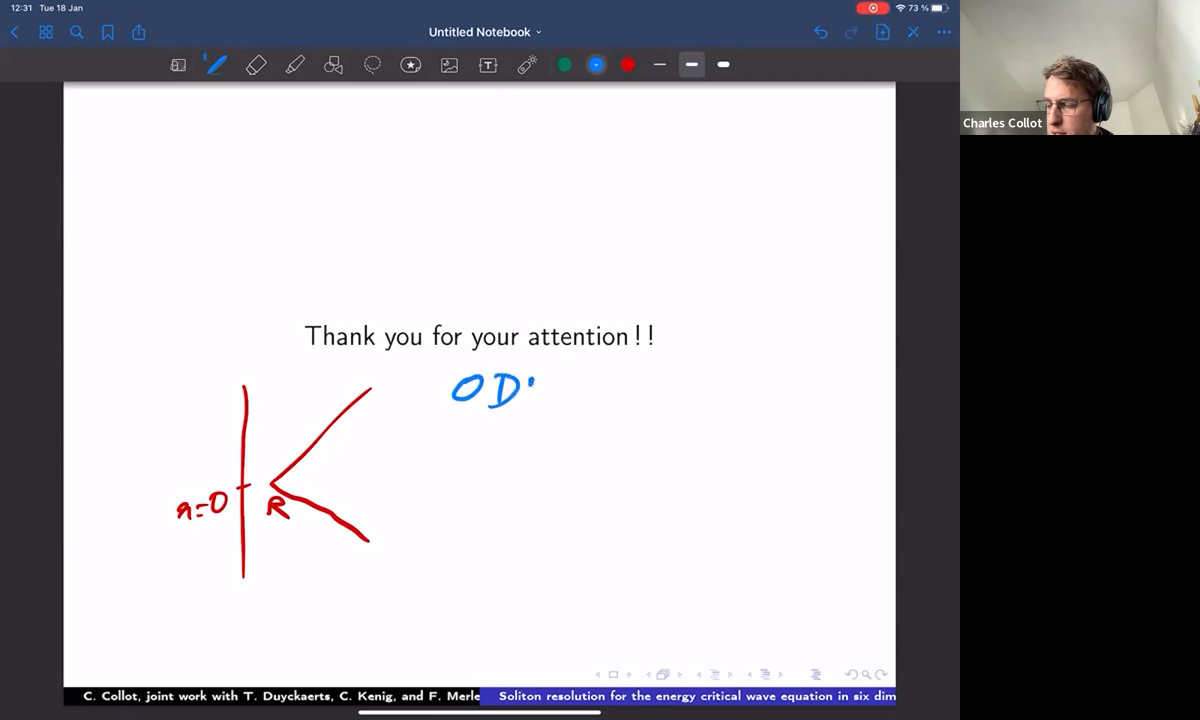 12:31 Tue 18 Jan
73 %
Untitled Notebook
Charles Collot
Thank you for your attention!!
OD
r=0
R
C. Collot, joint work with T. Duyckaerts, C. Kenig, and F. Merle
Soliton resolution for the energy critical wave equation in six dim